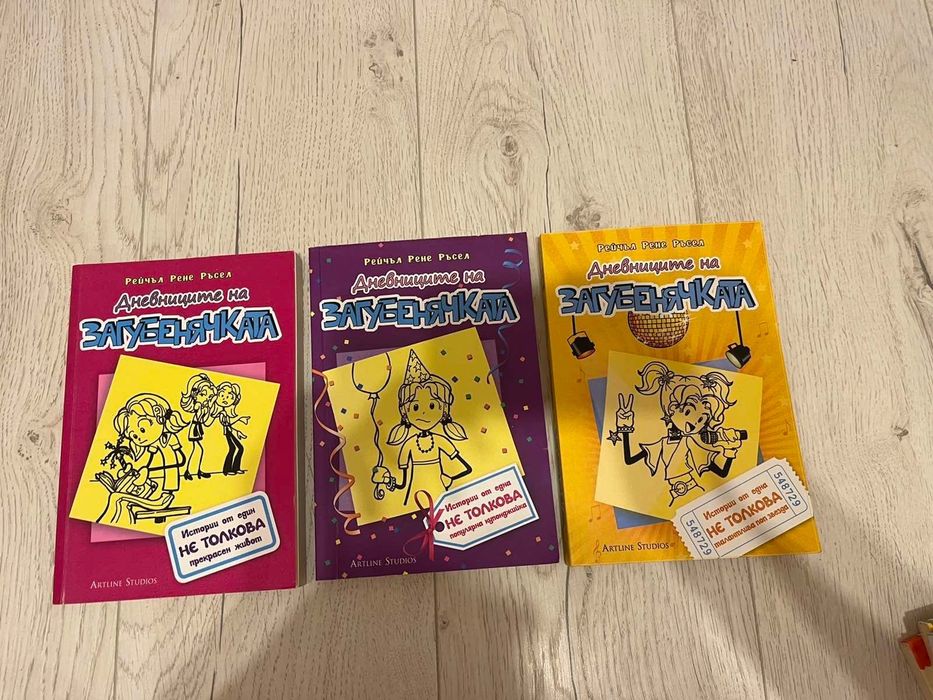 Рейчъл Рене Ръсел
Дневниците на
ЗАГУБЕНЯЧКАТА
Истории от един
НЕ ТОЛКОВА
прекрасен живот
ARTLINE STUDIOS
Рейчъл Рене Ръсел
Дневниците на
ЗАГУБЕНЯЧКАТА
Истории от една
НЕ ТОЛКОВА
популярна купонджийка
ARTLINE STUDIOS
Рейчъл Рене Ръсел
Дневниците на
ЗАГУБЕНЯЧКАТА
548729
Истории от една
НЕ ТОЛКОВА
талантлива поп звезда
548729
ARTLINE STUDIOS